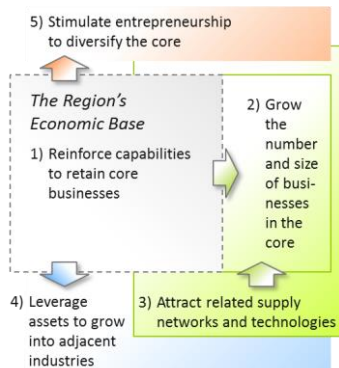 5) Stimulate entrepreneurship
to diversify the core
The Region's
Economic Base
1) Reinforce capabilities
to retain core
businesses
2) Grow
the
number
and size
of busi-
nesses
in the
core
3) Attract related supply
networks and technologies
4) Leverage
assets to grow
into adjacent
industries